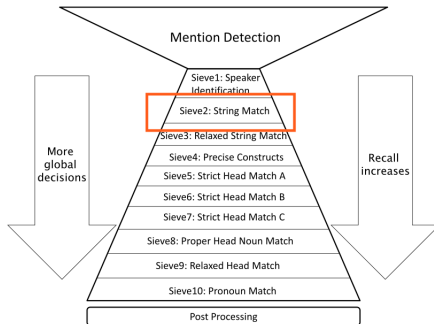 Mention Detection
Sieve1: Speaker
Identification
Sieve2: String Match
Sieve3: Relaxed String Match
Sieve4: Precise Constructs
Sieve5: Strict Head Match A
Sieve6: Strict Head Match B
Sieve7: Strict Head Match C
Sieve8: Proper Head Noun Match
Sieve9: Relaxed Head Match
Sieve10: Pronoun Match
Post Processing
More
global
decisions
Recall
increases